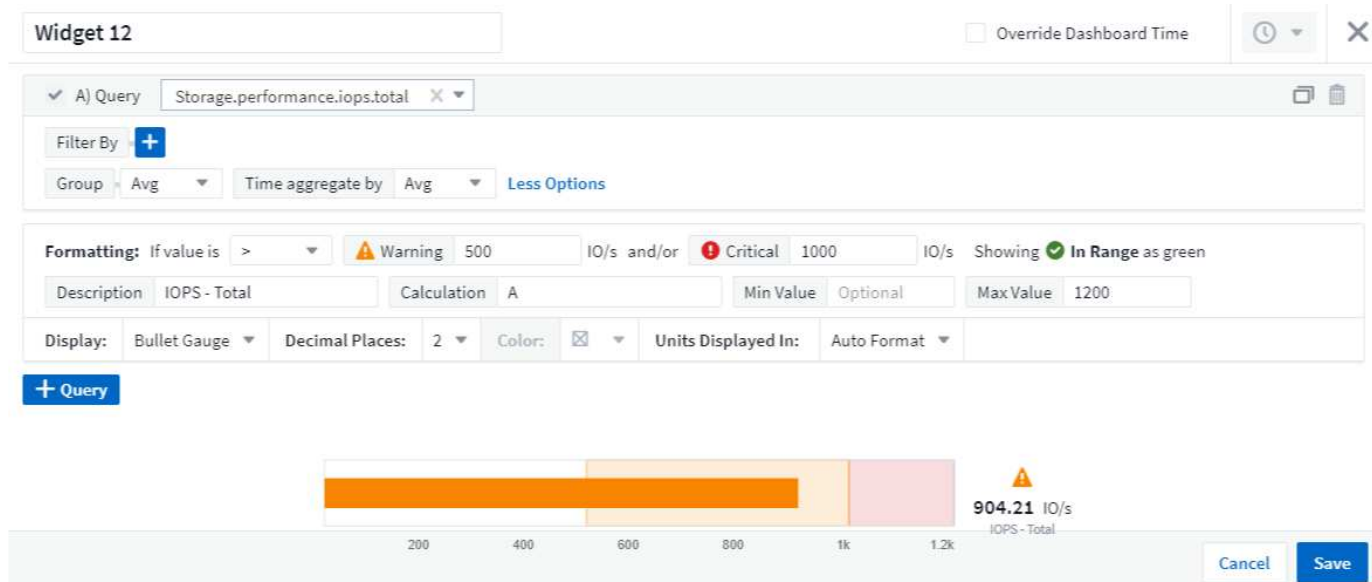 Widget 12 Override Dashboard Time
A) Query Storage.performance.iops.total
Filter By
Group Avg Time aggregate by Avg Less Options
Formatting: If value is > Warning 500 IO/s and/or Critical 1000 IO/s Showing In Range as green
Description IOPS - Total Calculation A Min Value Optional Max Value 1200
Display: Bullet Gauge Decimal Places: 2 Color: Units Displayed In: Auto Format
+ Query
904.21 IO/s
IOPS - Total
200 400 600 800 1k 1.2k
Cancel Save